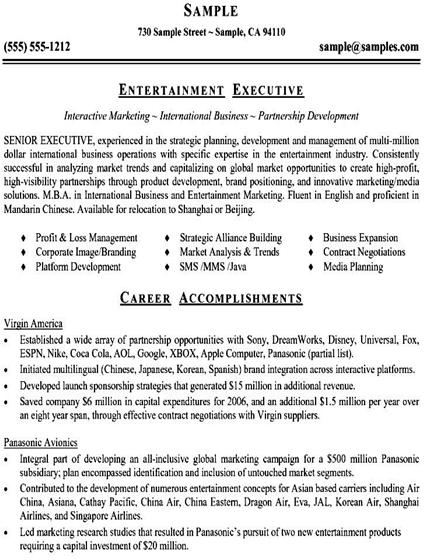 SAMPLE
730 Sample Street ~ Sample, CA 94110
(555) 555-1212 sample@samples.com
ENTERTAINMENT EXECUTIVE
Interactive Marketing ~ International Business ~ Partnership Development
SENIOR EXECUTIVE, experienced in the strategic planning, development and management of multi-million
dollar international business operations with specific expertise in the entertainment industry. Consistently
successful in analyzing market trends and capitalizing on global market opportunities to create high-profit,
high-visibility partnerships through product development, brand positioning, and innovative marketing/media
solutions. M.B.A. in International Business and Entertainment Marketing. Fluent in English and proficient in
Mandarin Chinese. Available for relocation to Shanghai or Beijing.
♦ Profit & Loss Management ♦ Strategic Alliance Building ♦ Business Expansion
♦ Corporate Image/Branding ♦ Market Analysis & Trends ♦ Contract Negotiations
♦ Platform Development ♦ SMS /MMS /Java ♦ Media Planning
CAREER ACCOMPLISHMENTS
Virgin America
• Established a wide array of partnership opportunities with Sony, DreamWorks, Disney, Universal, Fox,
ESPN, Nike, Coca Cola, AOL, Google, XBOX, Apple Computer, Panasonic (partial list).
• Initiated multilingual (Chinese, Japanese, Korean, Spanish) brand integration across interactive platforms.
• Developed launch sponsorship strategies that generated $15 million in additional revenue.
• Saved company $6 million in capital expenditures for 2006, and an additional $1.5 million per year over
an eight year span, through effective contract negotiations with Virgin suppliers.
Panasonic Avionics
• Integral part of developing an all-inclusive global marketing campaign for a $500 million Panasonic
subsidiary; plan encompassed identification and inclusion of untouched market segments.
• Contributed to the development of numerous entertainment concepts for Asian based carriers including Air
China, Asiana, Cathay Pacific, China Air, China Eastern, Dragon Air, Eva, JAL, Korean Air, Shanghai
Airlines, and Singapore Airlines.
• Led marketing research studies that resulted in Panasonic's pursuit of two new entertainment products
requiring a capital investment of $20 million.